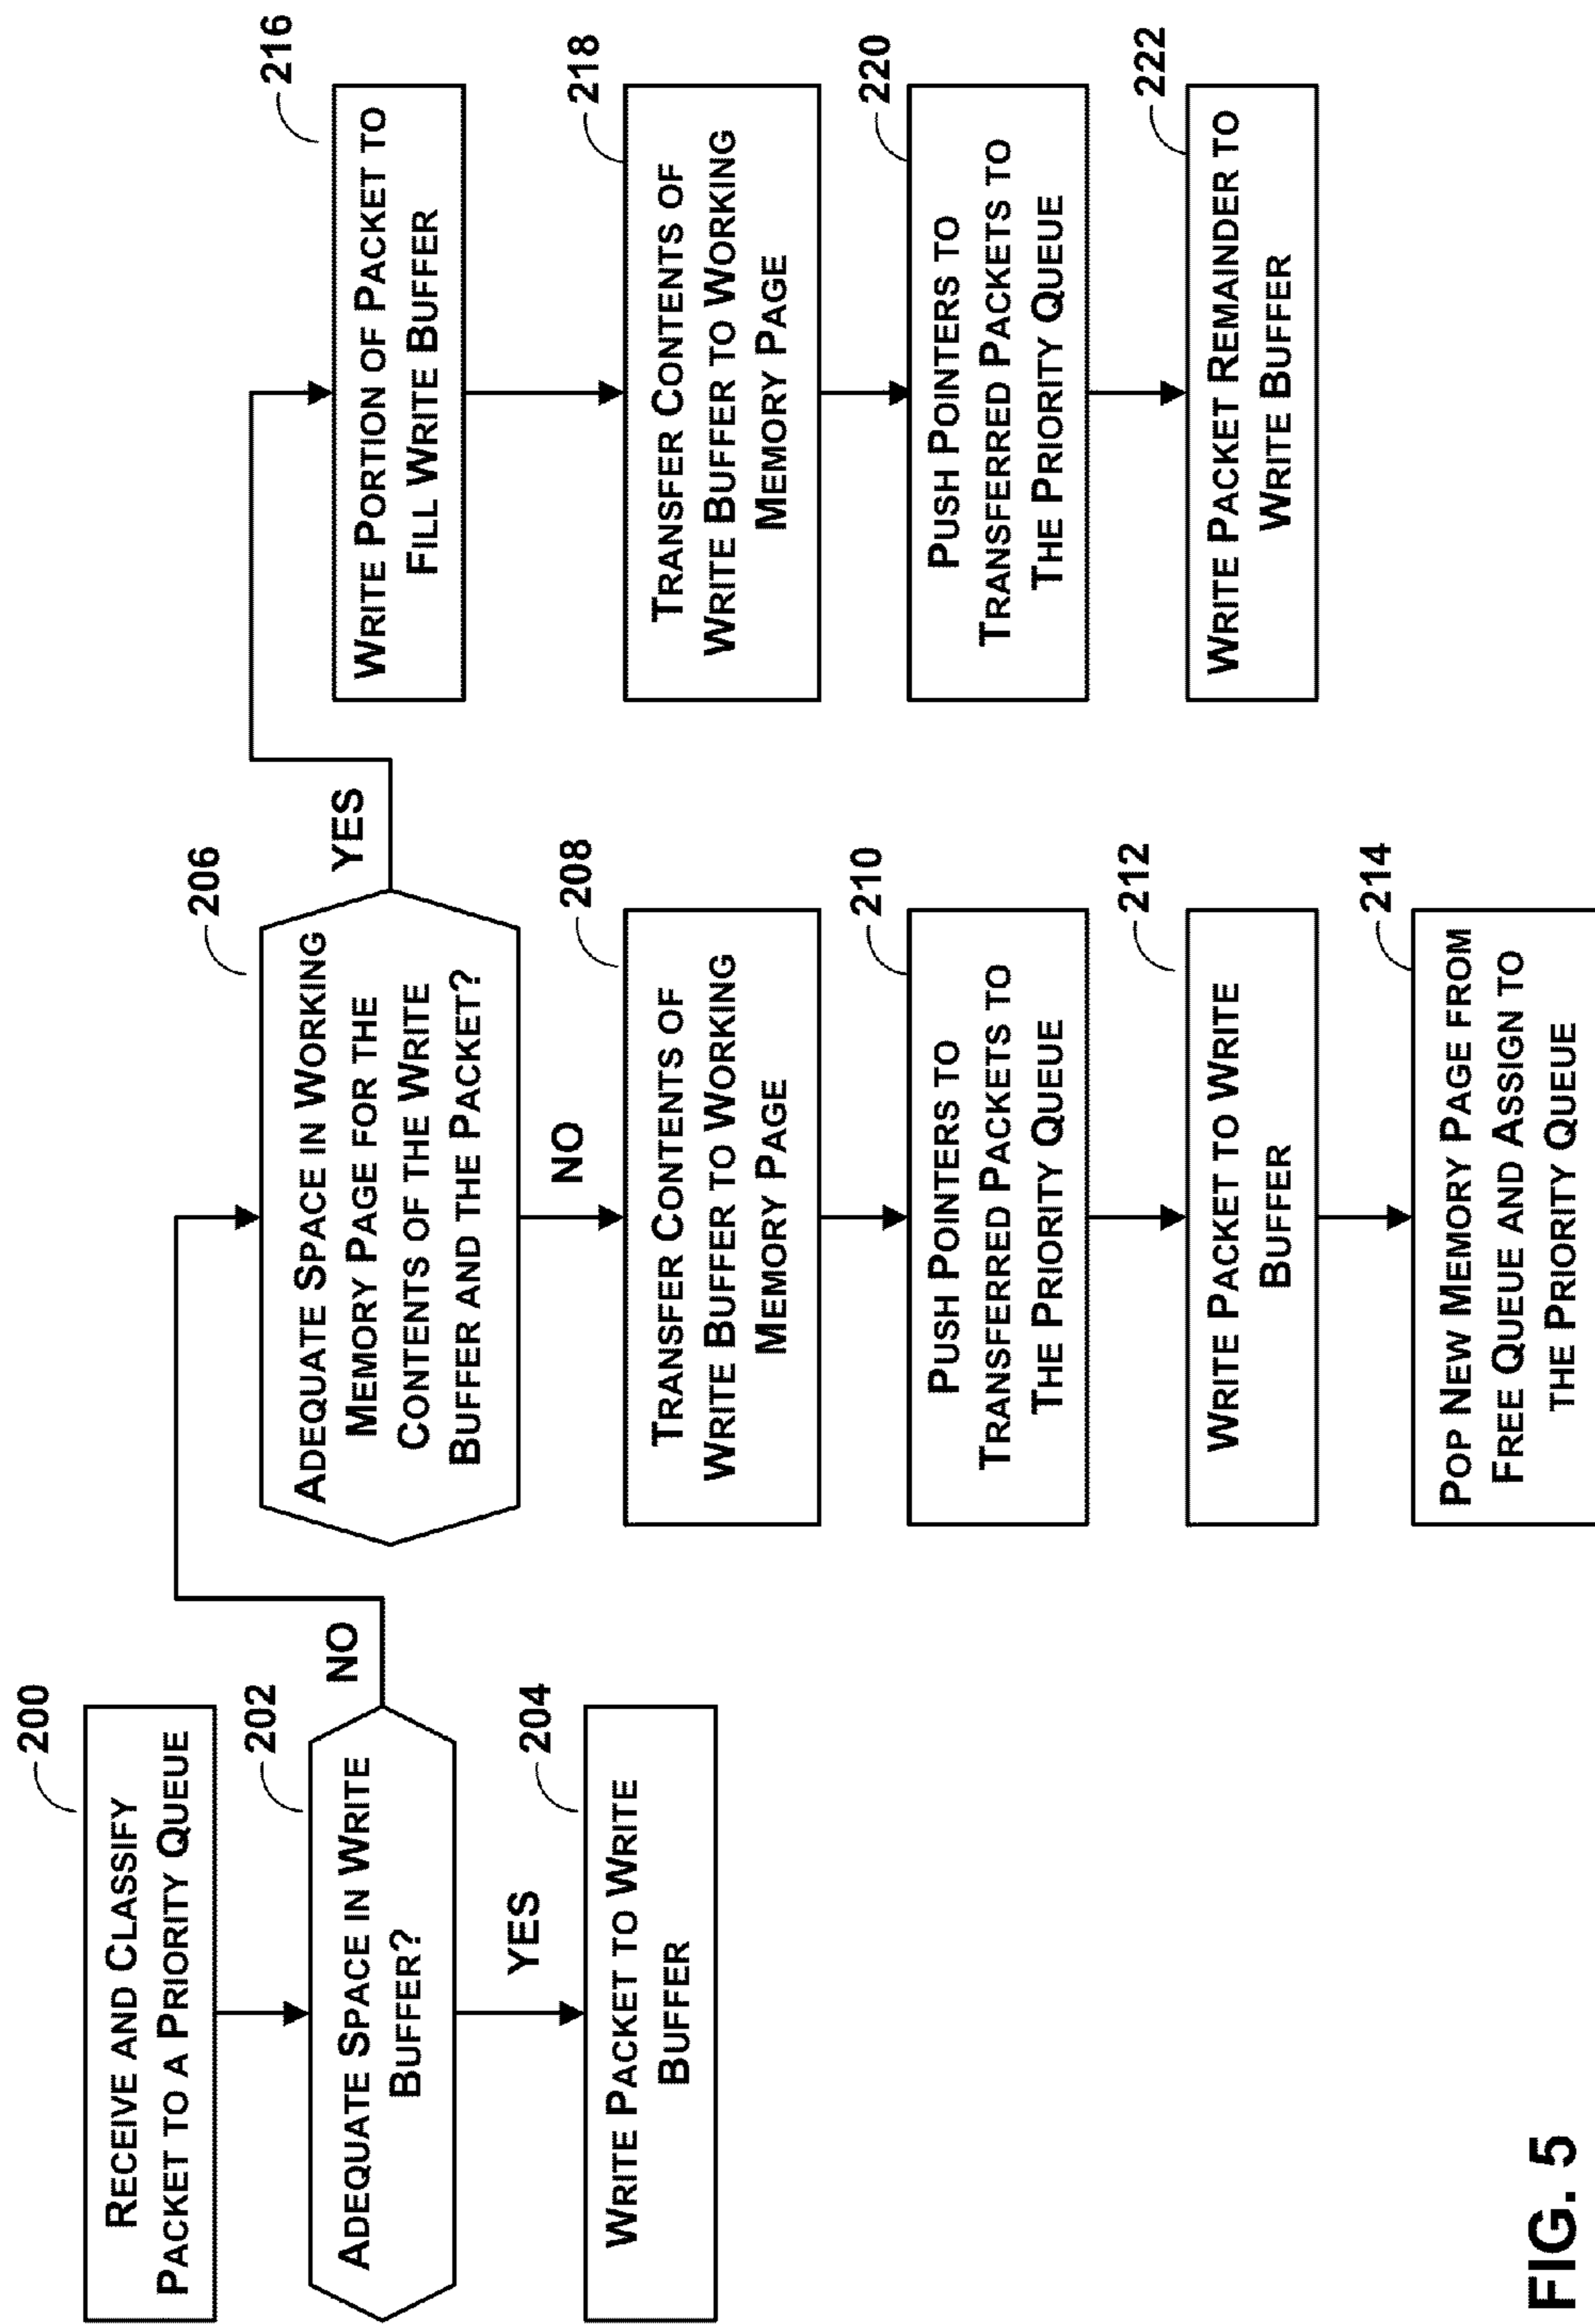 200
RECEIVE AND CLASSIFY
PACKET TO A PRIORITY QUEUE
202
ADEQUATE SPACE IN WRITE
BUFFER?
NO
YES
204
WRITE PACKET TO WRITE
BUFFER
206
ADEQUATE SPACE IN WORKING
MEMORY PAGE FOR THE
CONTENTS OF THE WRITE
BUFFER AND THE PACKET?
YES
NO
208
TRANSFER CONTENTS OF
WRITE BUFFER TO WORKING
MEMORY PAGE
210
PUSH POINTERS TO
TRANSFERRED PACKETS TO
THE PRIORITY QUEUE
212
WRITE PACKET TO WRITE
BUFFER
214
POP NEW MEMORY PAGE FROM
FREE QUEUE AND ASSIGN TO
THE PRIORITY QUEUE
216
WRITE PORTION OF PACKET TO
FILL WRITE BUFFER
218
TRANSFER CONTENTS OF
WRITE BUFFER TO WORKING
MEMORY PAGE
220
PUSH POINTERS TO
TRANSFERRED PACKETS TO
THE PRIORITY QUEUE
222
WRITE PACKET REMAINDER TO
WRITE BUFFER
FIG. 5